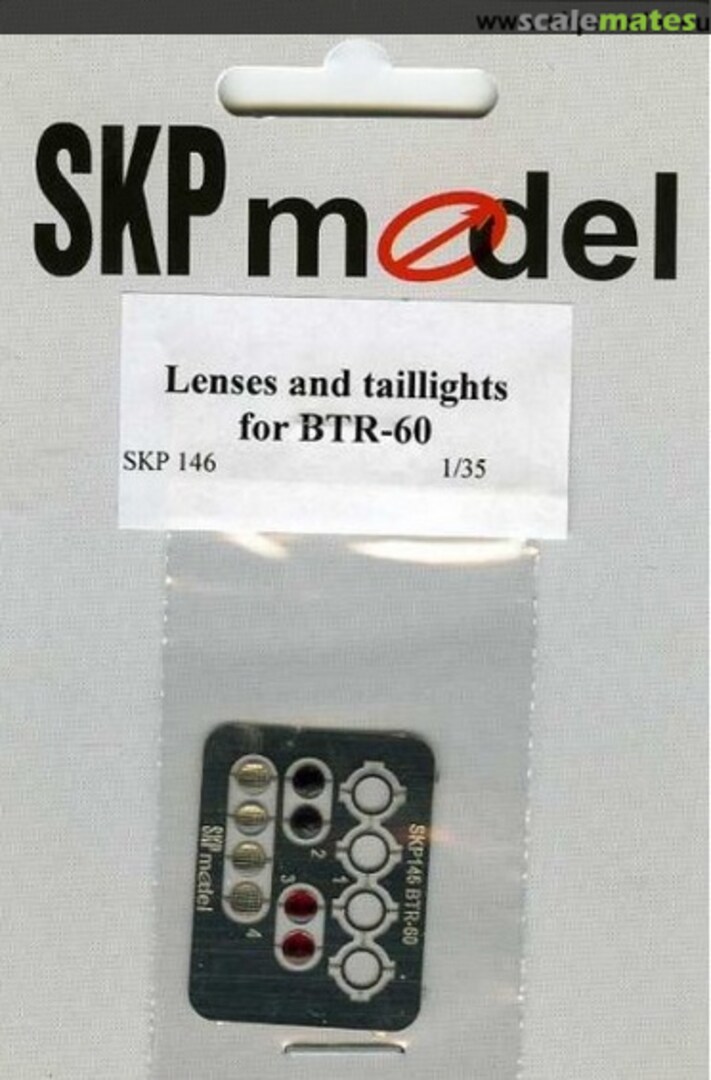 scalemates
SKP model
Lenses and taillights
for BTR-60
SKP 146
1/35
SKP146 BTR-60
1
2
3
4
SKP model